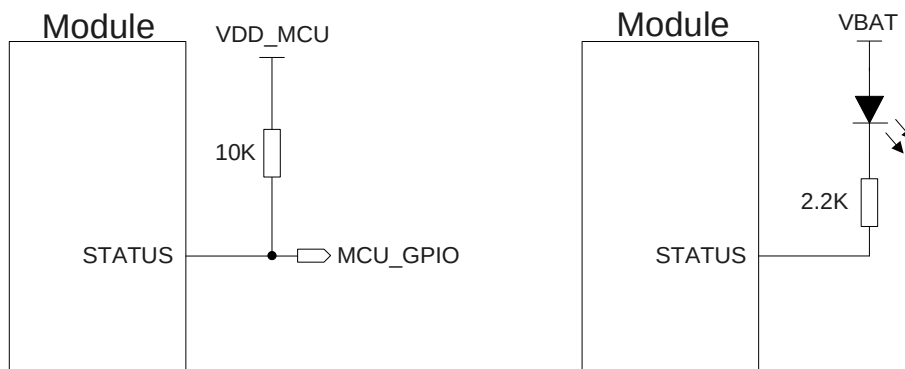 Module
VDD_MCU
10K
STATUS
MCU_GPIO
Module
VBAT
2.2K
STATUS